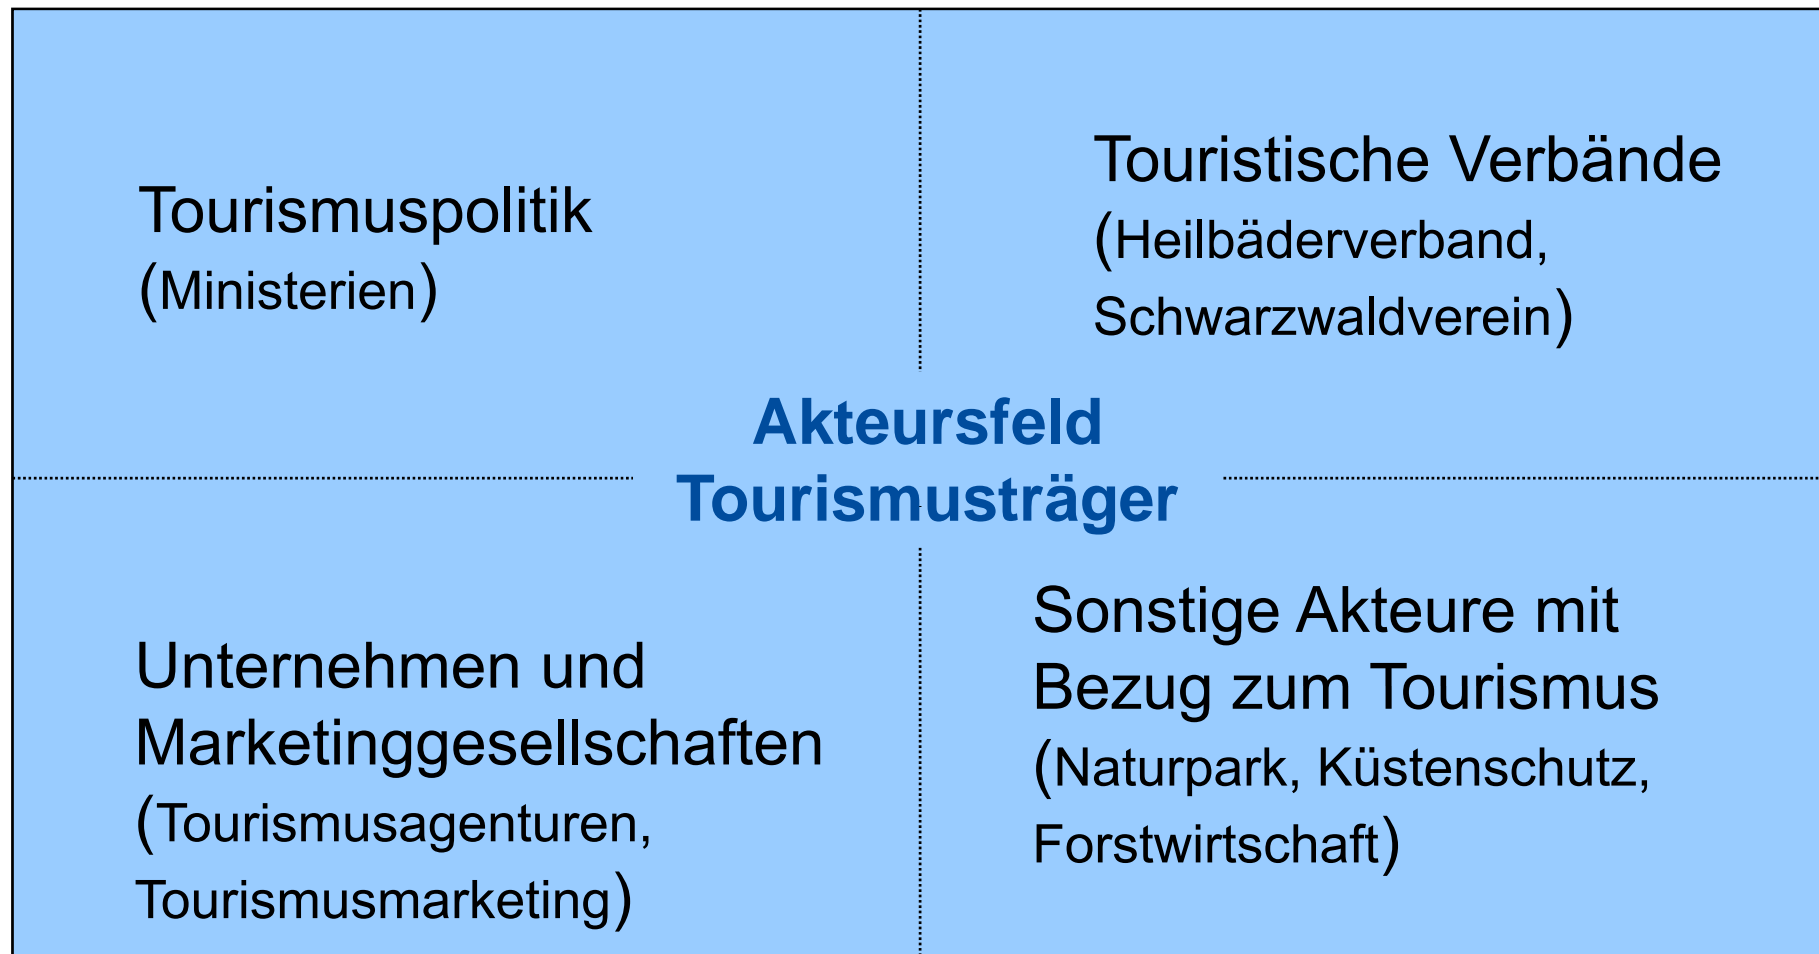 Tourismuspolitik
(Ministerien)
Touristische Verbände
(Heilbäderverband,
Schwarzwaldverein)
Akteursfeld
Tourismusträger
Unternehmen und
Marketinggesellschaften
(Tourismusagenturen,
Tourismusmarketing)
Sonstige Akteure mit
Bezug zum Tourismus
(Naturpark, Küstenschutz,
Forstwirtschaft)